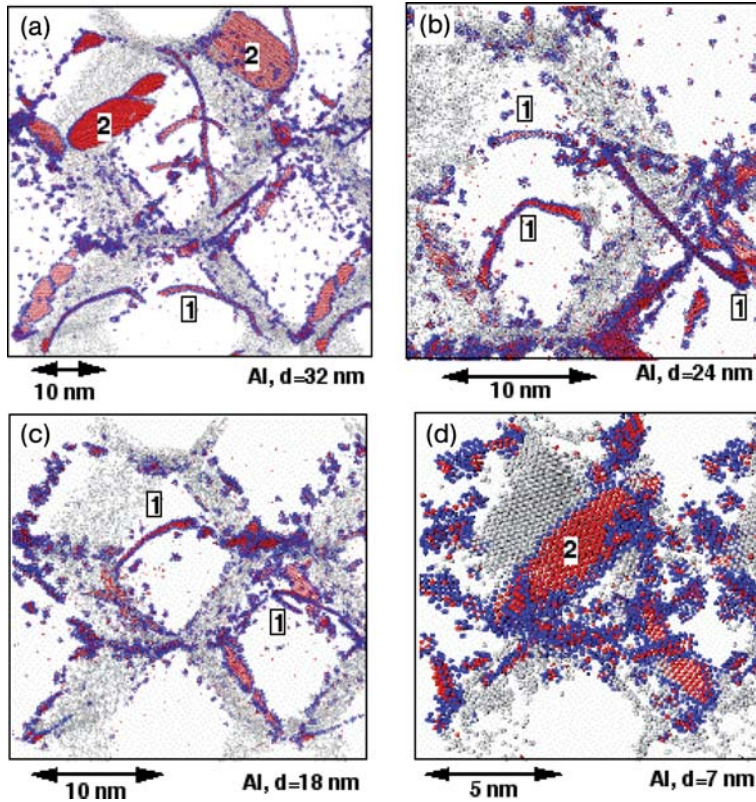 (a)
2
2
1
10 nm
Al, d=32 nm
(b)
1
1
1
10 nm
Al, d=24 nm
(c)
1
1
10 nm
Al, d=18 nm
(d)
2
5 nm
Al, d=7 nm